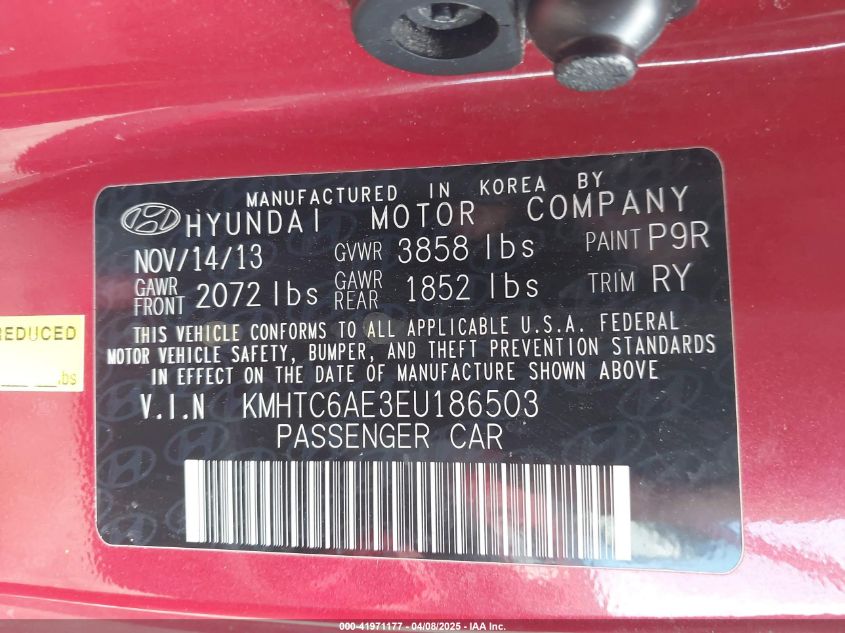 MANUFACTURED IN KOREA BY
HYUNDAI MOTOR COMPANY
NOV/14/13 GVWR 3858 lbs PAINT P9R
GAWR FRONT 2072 lbs GAWR REAR 1852 lbs TRIM RY
THIS VEHICLE CONFORMS TO ALL APPLICABLE U.S.A. FEDERAL
MOTOR VEHICLE SAFETY, BUMPER, AND THEFT PREVENTION STANDARDS
IN EFFECT ON THE DATE OF MANUFACTURE SHOWN ABOVE
V.I.N KMHTC6AE3EU186503
PASSENGER CAR
REDUCED
lbs
000-41971177 - 04/08/2025 - IAA Inc.